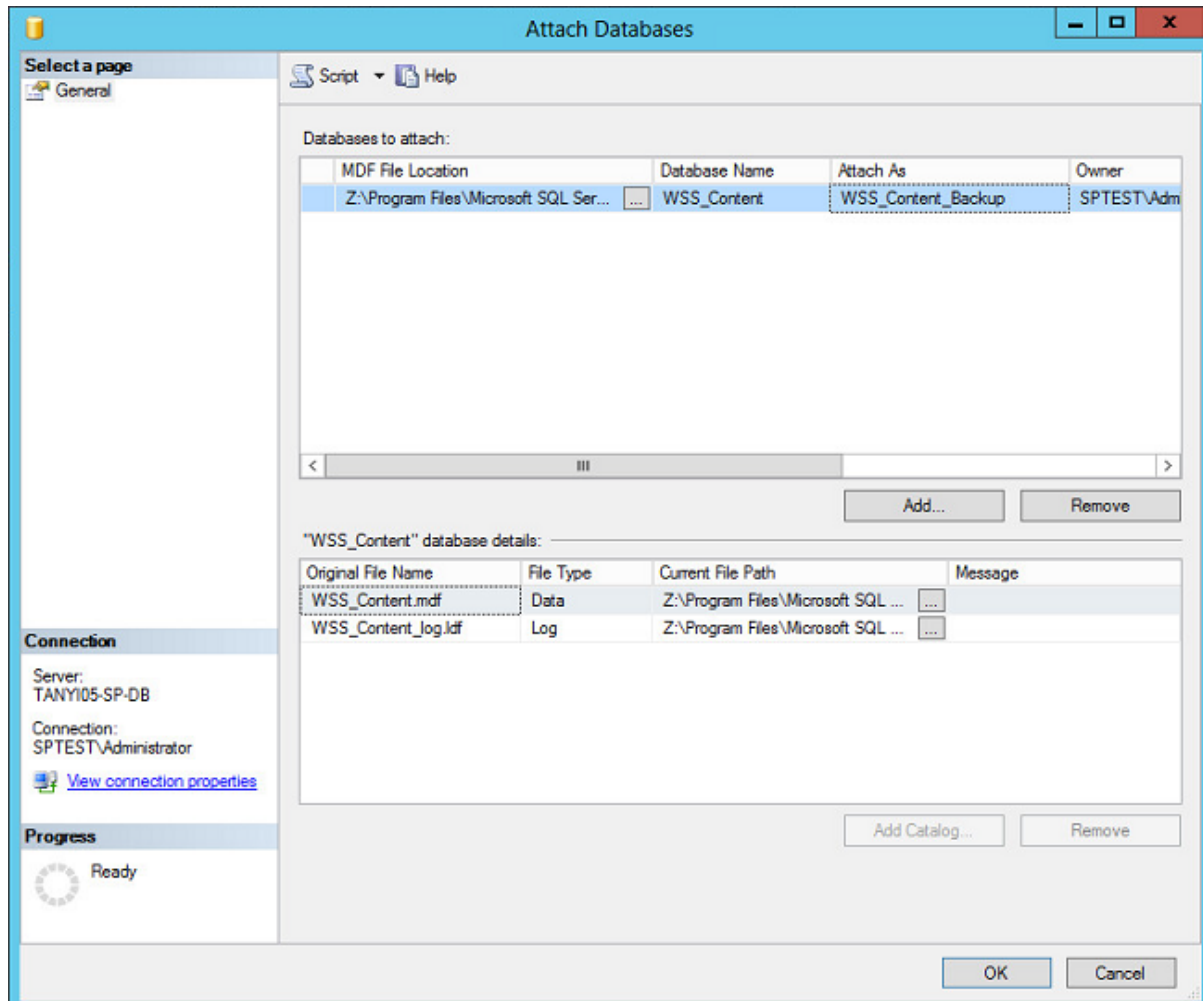 Attach Databases
Select a page
General
Script Help
Databases to attach:
MDF File Location Database Name Attach As Owner
Z:\Program Files\Microsoft SQL Ser... ... WSS_Content WSS_Content_Backup SPTEST\Adm
Add... Remove
"WSS_Content" database details:
Original File Name File Type Current File Path Message
WSS_Content.mdf Data Z:\Program Files\Microsoft SQL ... ...
WSS_Content_log.ldf Log Z:\Program Files\Microsoft SQL ... ...
Add Catalog... Remove
Connection
Server:
TANYI05-SP-DB
Connection:
SPTEST\Administrator
View connection properties
Progress
Ready
OK Cancel